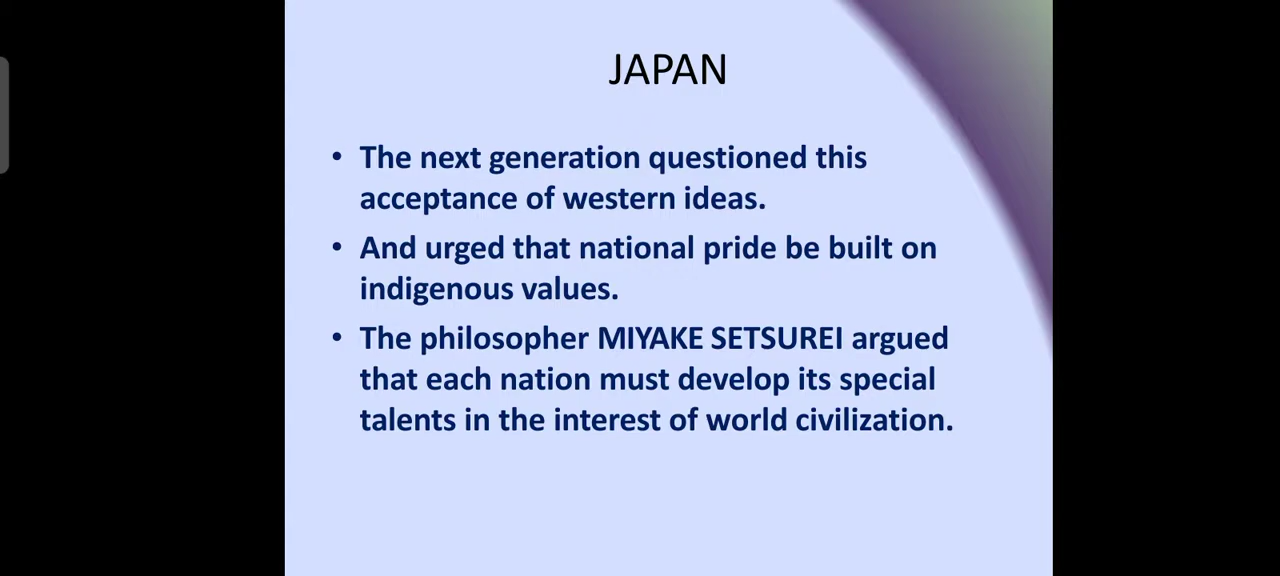 JAPAN
• The next generation questioned this
acceptance of western ideas.
• And urged that national pride be built on
indigenous values.
• The philosopher MIYAKE SETSUREI argued
that each nation must develop its special
talents in the interest of world civilization.